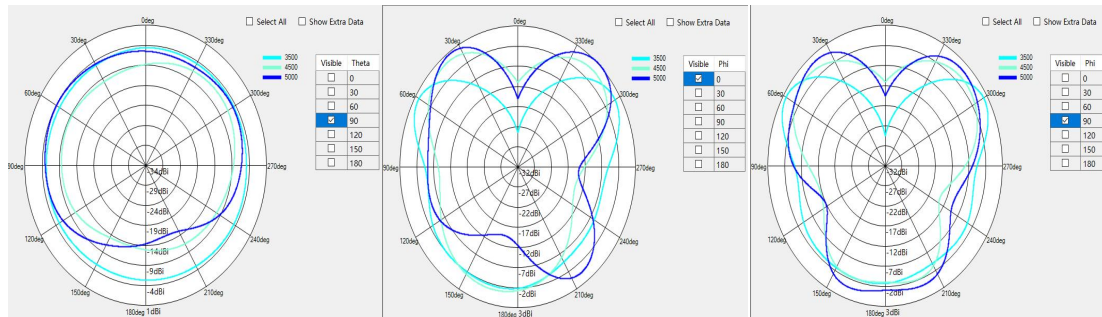 Select All Show Extra Data
0deg
30deg 330deg
3500
4500
5000
Visible Theta
0
30
60
90
120
150
180
60deg 300deg
90deg 270deg
-34dBi
-29dBi
-24dBi
-19dBi
-14dBi
-9dBi
-4dBi
120deg 240deg
150deg 210deg
180deg 1dBi
Select All Show Extra Data
0deg
30deg 330deg
3500
4500
5000
Visible Phi
0
30
60
90
120
150
180
60deg 300deg
90deg 270deg
-32dBi
-27dBi
-22dBi
-17dBi
-12dBi
-7dBi
-2dBi
120deg 240deg
150deg 210deg
180deg 3dBi
Select All Show Extra Data
0deg
30deg 330deg
3500
4500
5000
Visible Phi
0
30
60
90
120
150
180
60deg 300deg
90deg 270deg
-32dBi
-27dBi
-22dBi
-17dBi
-12dBi
-7dBi
-2dBi
120deg 240deg
150deg 210deg
180deg 3dBi